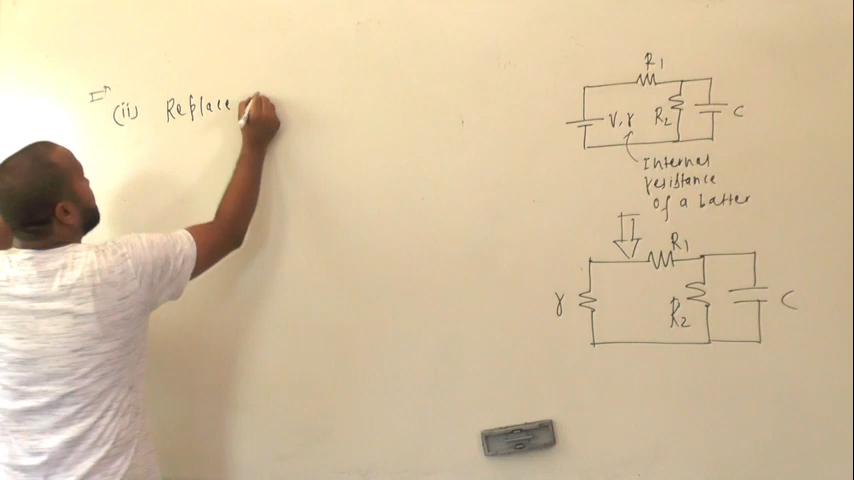 (ii) Replace
R1
V, r
R2
C
Internal
resistance
of a batter
R1
r
R2
C